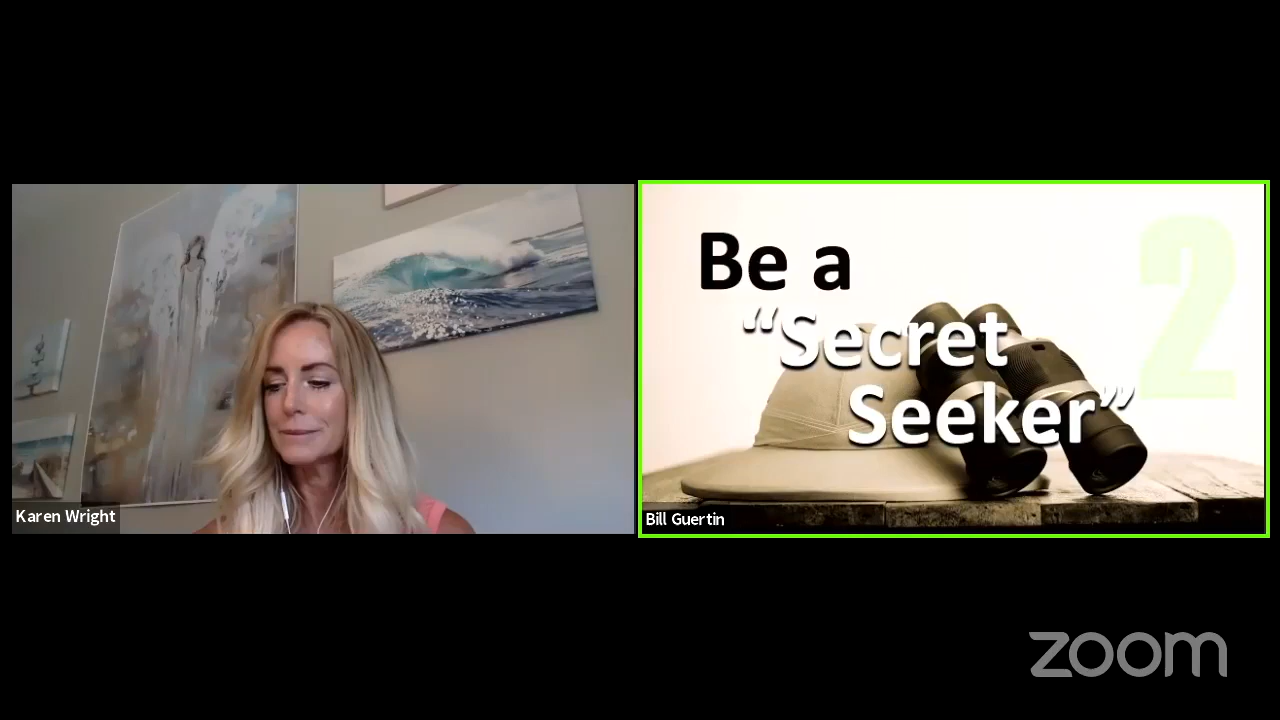 Karen Wright
Be a
2
“Secret
Seeker”
Bill Guertin
zoom